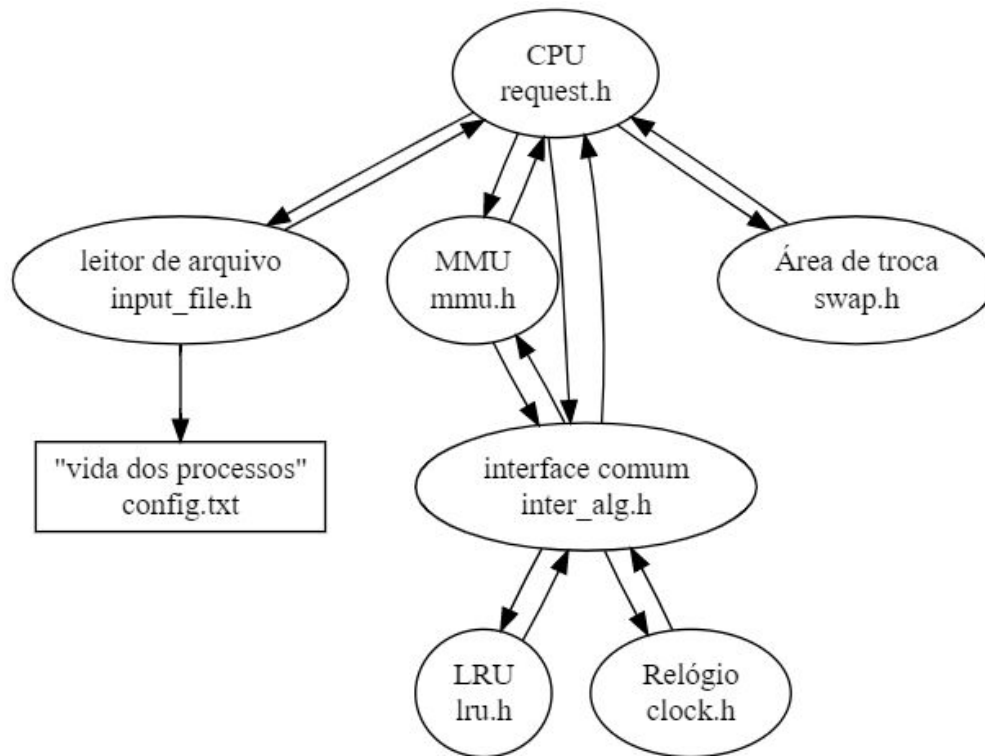 CPU
request.h
leitor de arquivo
input_file.h
MMU
mmu.h
Área de troca
swap.h
"vida dos processos"
config.txt
interface comum
inter_alg.h
LRU
lru.h
Relógio
clock.h